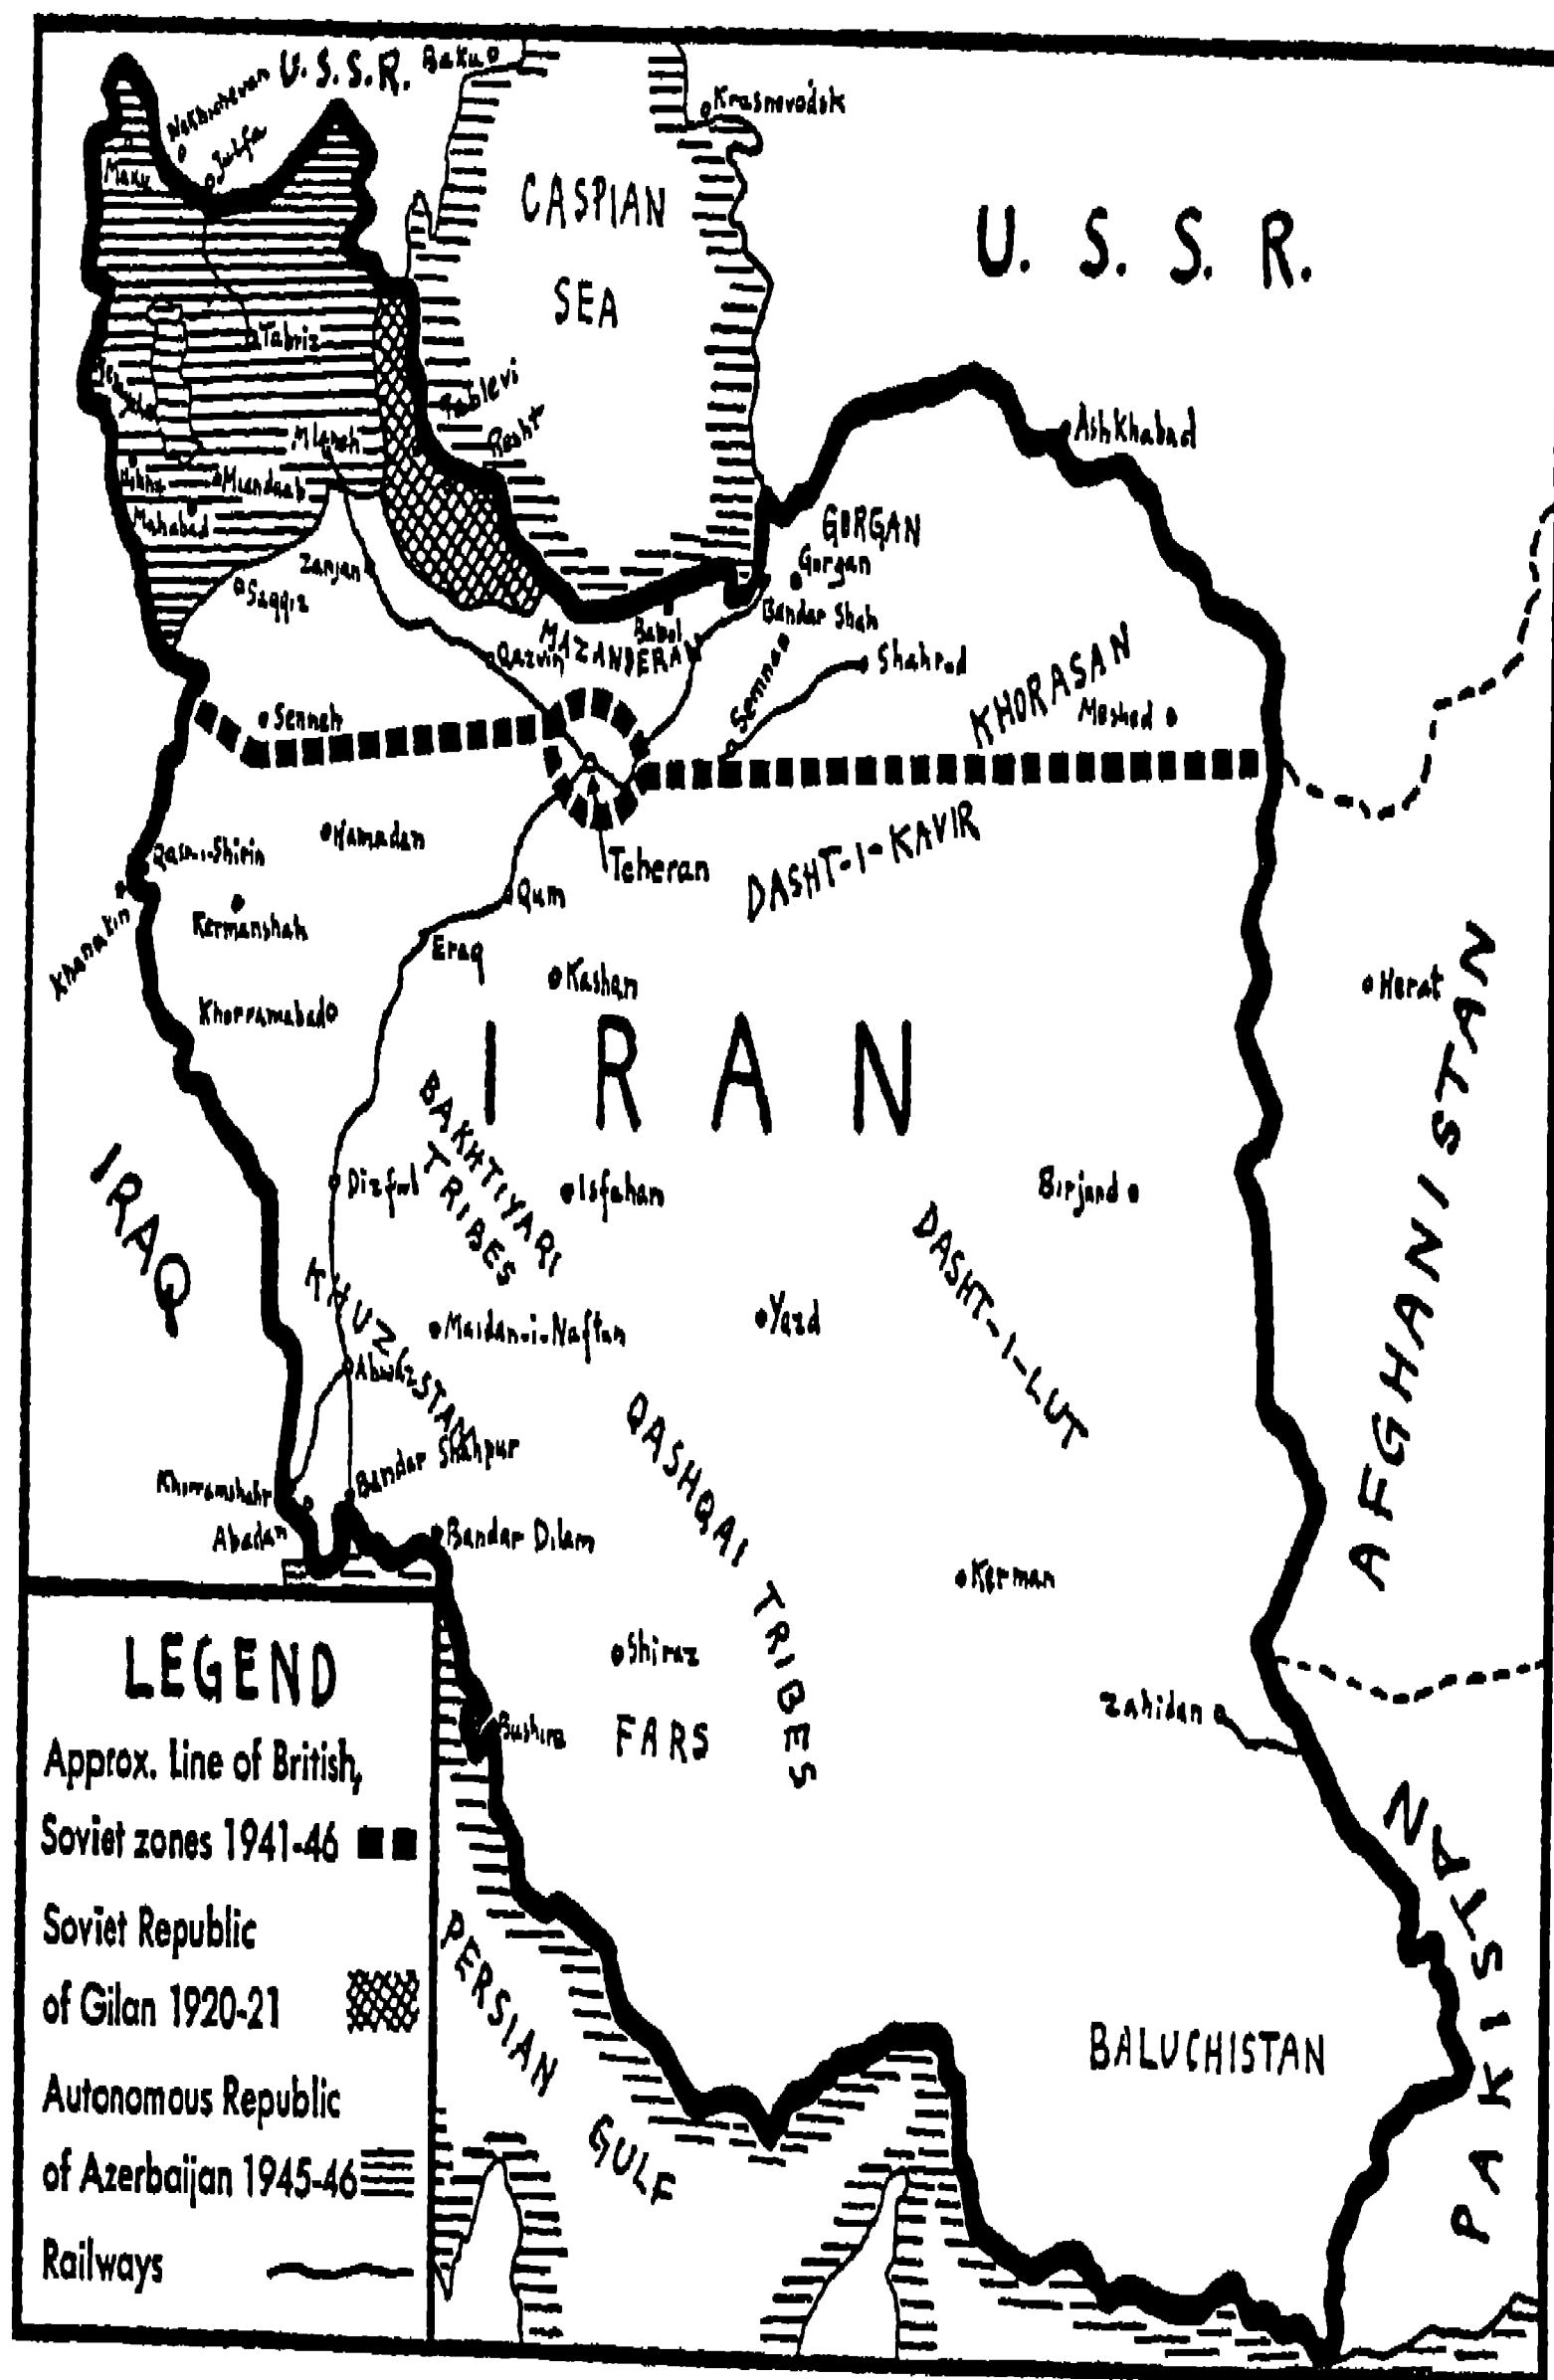 U.S.S.R.
Baku
Nakhichevan
Julfa
Krasnovodsk
Maku
CASPIAN
SEA
U. S. S. R.
Tabriz
Pahlevi
Resht
Mianeh
Ashkhabad
Miandaab
Mahabad
GORGAN
Gorgan
Zanjan
Saqqiz
Bandar Shah
Babol
MAZANDERAN
Qazvin
Shahrud
Semnan
KHORASAN
Meshed
Senneh
Hamadan
Qasr-i-Shirin
Teheran
DASHT-I-KAVIR
Qum
Khanakin
Kermanshah
Eraq
Kashan
Herat
Khorramabad
IRAN
BAKHTIYARI
TRIBES
IRAQ
Dizful
Isfahan
Birjand
AFGHANISTAN
DASHT-I-LUT
KHUZISTAN
Maidan-i-Naftun
Yazd
Ahwaz
QASHQAI TRIBES
Bandar Shahpur
Khorramshahr
Abadan
Bandar Dilam
Kerman
Shiraz
Zahidan
Bushire
FARS
PAKISTAN
BALUCHISTAN
PERSIAN
GULF
LEGEND
Approx. Line of British,
Soviet zones 1941-46
Soviet Republic
of Gilan 1920-21
Autonomous Republic
of Azerbaijan 1945-46
Railways